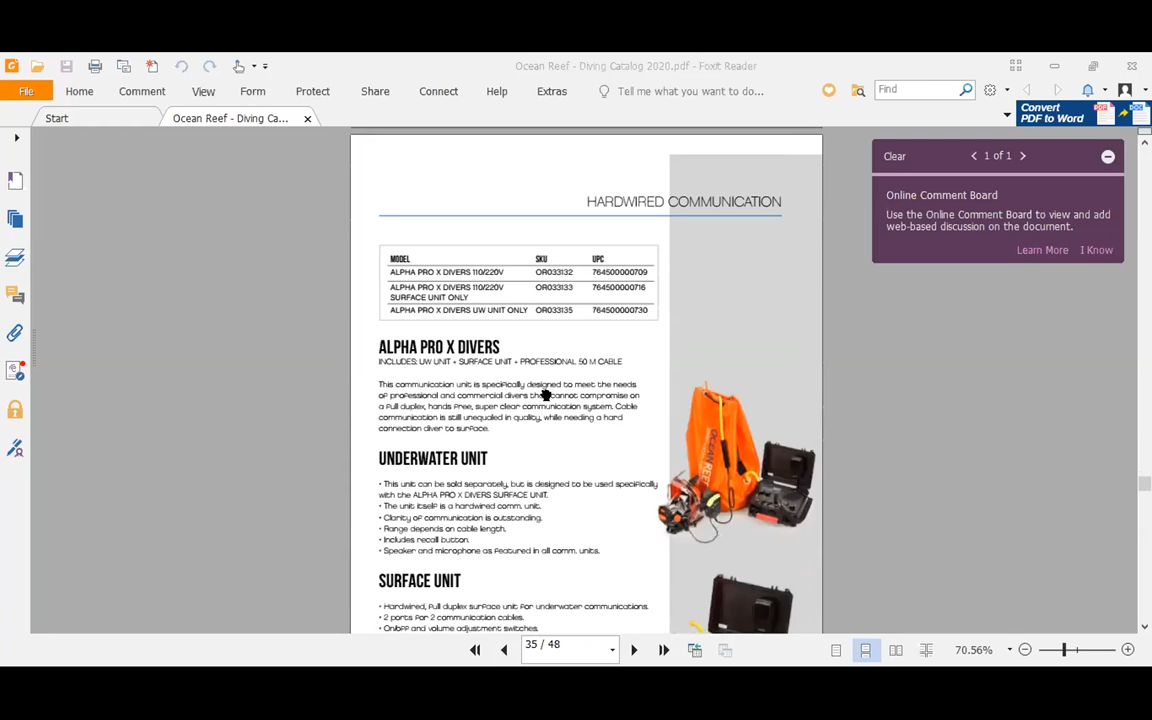 Ocean Reef - Diving Catalog 2020.pdf - Foxit Reader
File Home Comment View Form Protect Share Connect Help Extras Tell me what you want to do... Find
Start Ocean Reef - Diving Ca... Convert PDF to Word
HARDWIRED COMMUNICATION
MODEL SKU UPC
ALPHA PRO X DIVERS 110/220V OR033132 764500000709
ALPHA PRO X DIVERS 110/220V OR033133 764500000716
SURFACE UNIT ONLY
ALPHA PRO X DIVERS UW UNIT ONLY OR033135 764500000730
ALPHA PRO X DIVERS
INCLUDES: UW UNIT + SURFACE UNIT + PROFESSIONAL 50 M CABLE
This communication unit is specifically designed to meet the needs
of professional and commercial divers cannot compromise on
a full duplex, hands free, super clear communication system. Cable
communication is still unequaled in quality, while needing a hard
connection diver to surface.
UNDERWATER UNIT
• This unit can be sold separately, but is designed to be used specifically
with the ALPHA PRO X DIVERS SURFACE UNIT.
• The unit itself is a hardwired comm. unit.
• Clarity of communication is outstanding.
• Range depends on cable length.
• Includes recall button.
• Speaker and microphone as featured in all comm. units.
SURFACE UNIT
• Hardwired, full duplex surface unit for underwater communications.
• 2 ports for 2 communication cables.
• On/off and volume adjustment switches.
OCEAN REEF
Clear 1 of 1
Online Comment Board
Use the Online Comment Board to view and add
web-based discussion on the document.
Learn More I Know
35 / 48 70.56%